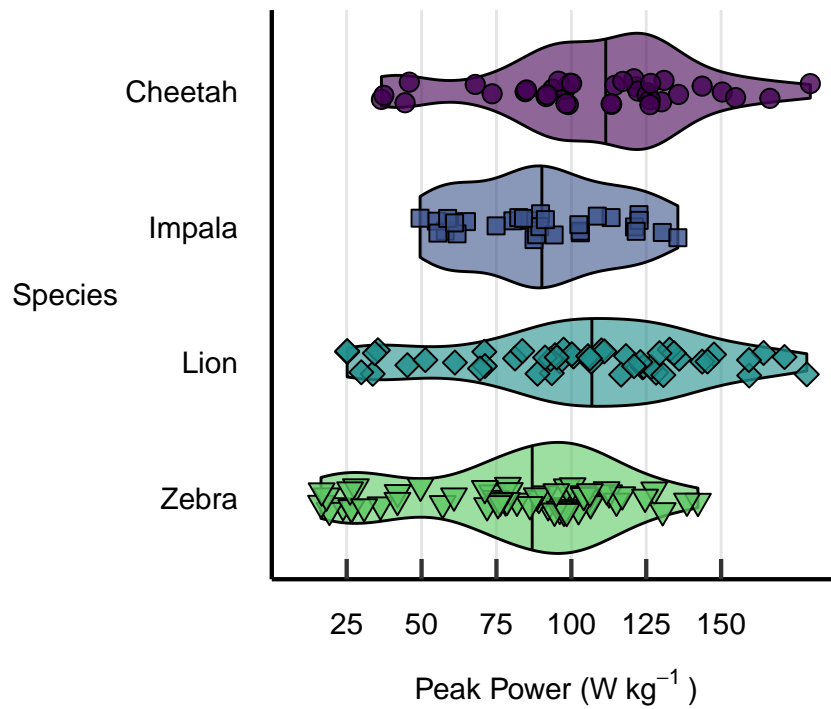 Cheetah
Impala
Species
Lion
Zebra
25 50 75 100 125 150
Peak Power (W kg⁻¹ )